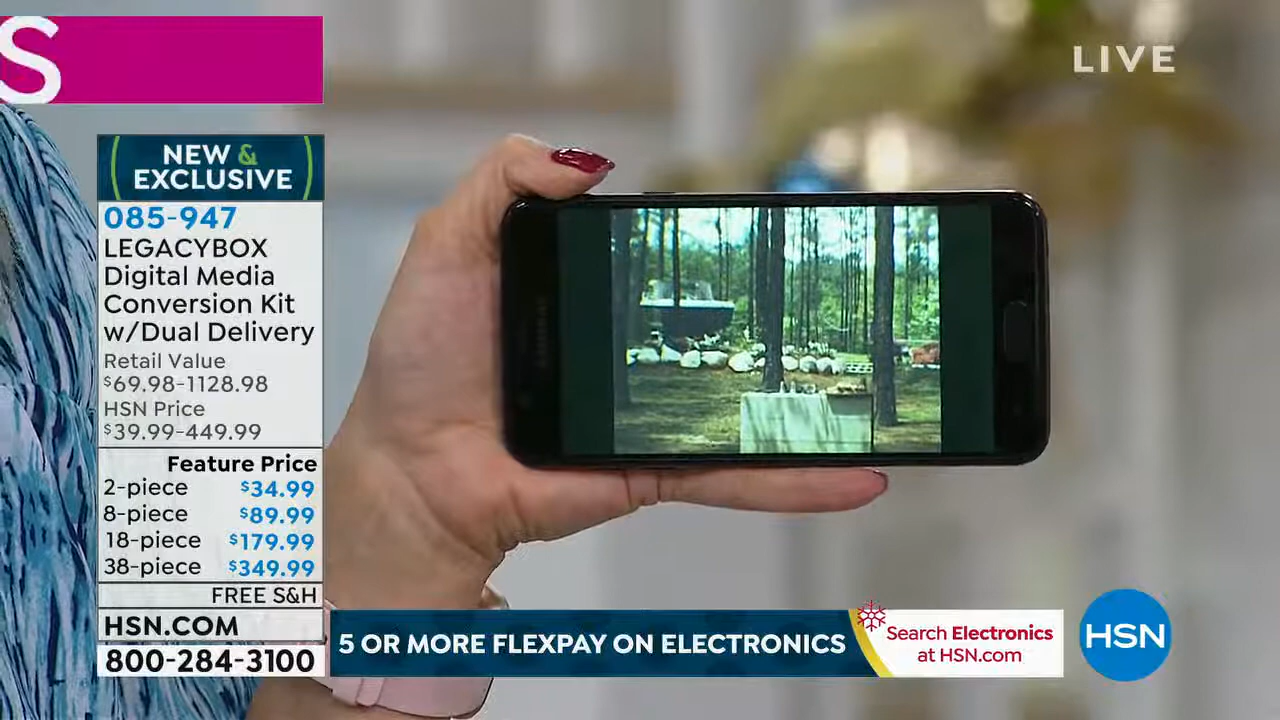 S
LIVE
NEW &
EXCLUSIVE
085-947
LEGACYBOX
Digital Media
Conversion Kit
w/Dual Delivery
Retail Value
$69.98-1128.98
HSN Price
$39.99-449.99
Feature Price
2-piece $34.99
8-piece $89.99
18-piece $179.99
38-piece $349.99
FREE S&H
HSN.COM
800-284-3100
5 OR MORE FLEXPAY ON ELECTRONICS
Search Electronics
at HSN.com
HSN